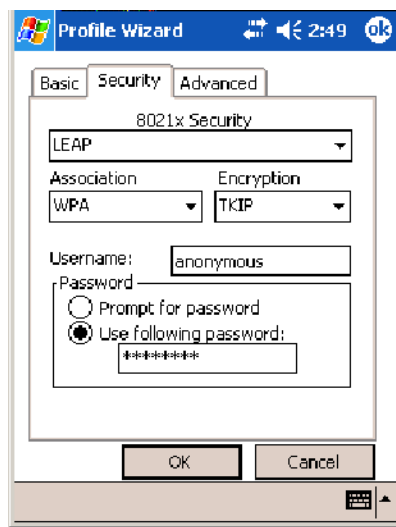 Profile Wizard 2:49 ok
Basic Security Advanced
8021x Security
LEAP
Association Encryption
WPA TKIP
Username: anonymous
Password
Prompt for password
Use following password:
********
OK Cancel